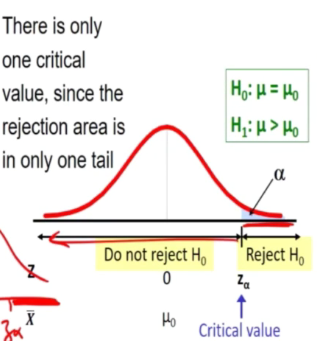 There is only
one critical
value, since the
rejection area is
in only one tail
H₀: μ = μ₀
H₁: μ > μ₀
α
Do not reject H₀
Reject H₀
Z
0
zα
X̄
μ₀
Critical value